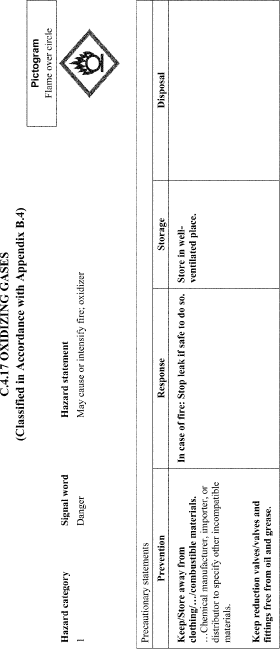 C.4.17 OXIDIZING GASES
(Classified in Accordance with Appendix B.4)
Pictogram
Flame over circle
Hazard category
Signal word
Hazard statement
1
Danger
May cause or intensify fire; oxidizer
Precautionary statements
Prevention
Response
Storage
Disposal
Keep/Store away from
clothing/…/combustible materials.
…Chemical manufacturer, importer, or
distributor to specify other incompatible
materials.
Keep reduction valves/valves and
fittings free from oil and grease.
In case of fire: Stop leak if safe to do so.
Store in well-
ventilated place.